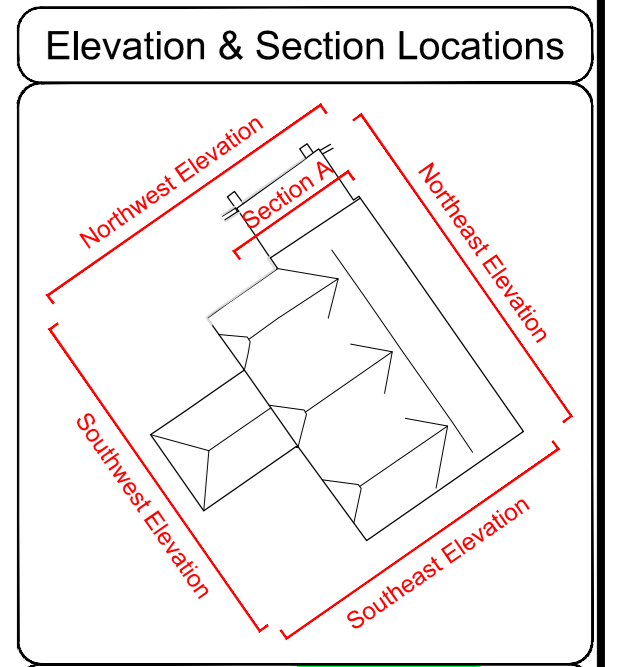 Elevation & Section Locations
Northwest Elevation
Section A
Northeast Elevation
Southwest Elevation
Southeast Elevation